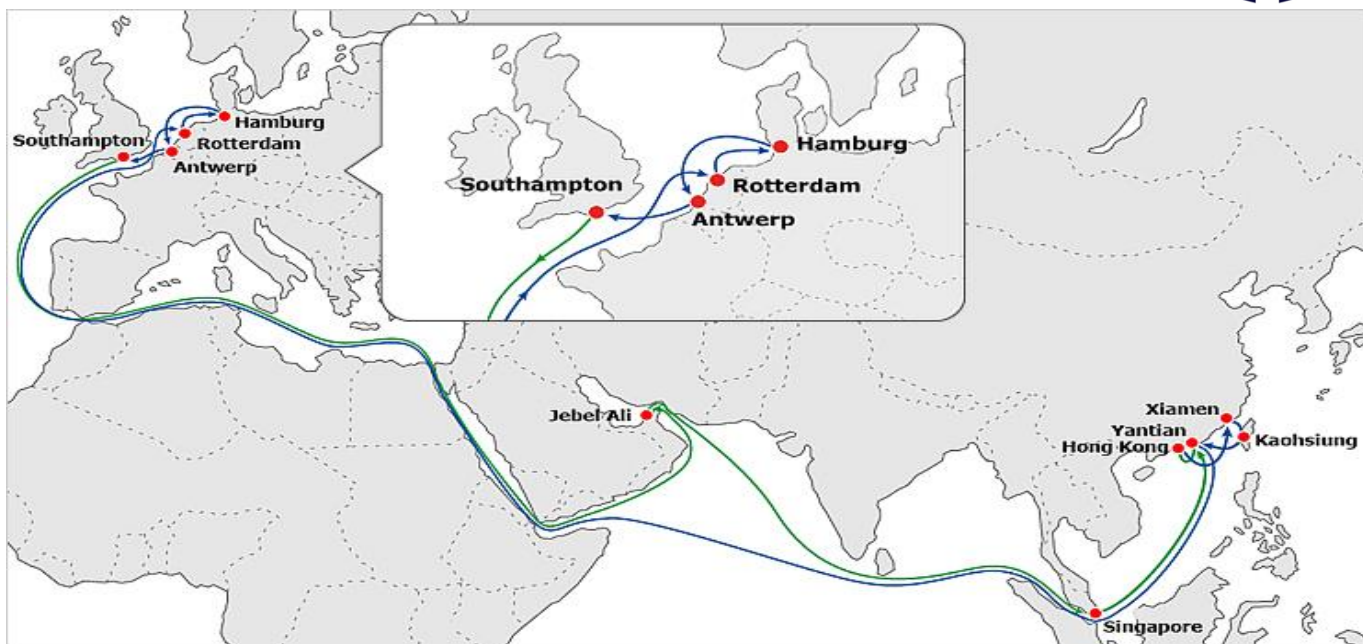 Southampton
Hamburg
Rotterdam
Antwerp
Southampton
Hamburg
Rotterdam
Antwerp
Jebel Ali
Xiamen
Yantian
Hong Kong
Kaohsiung
Singapore